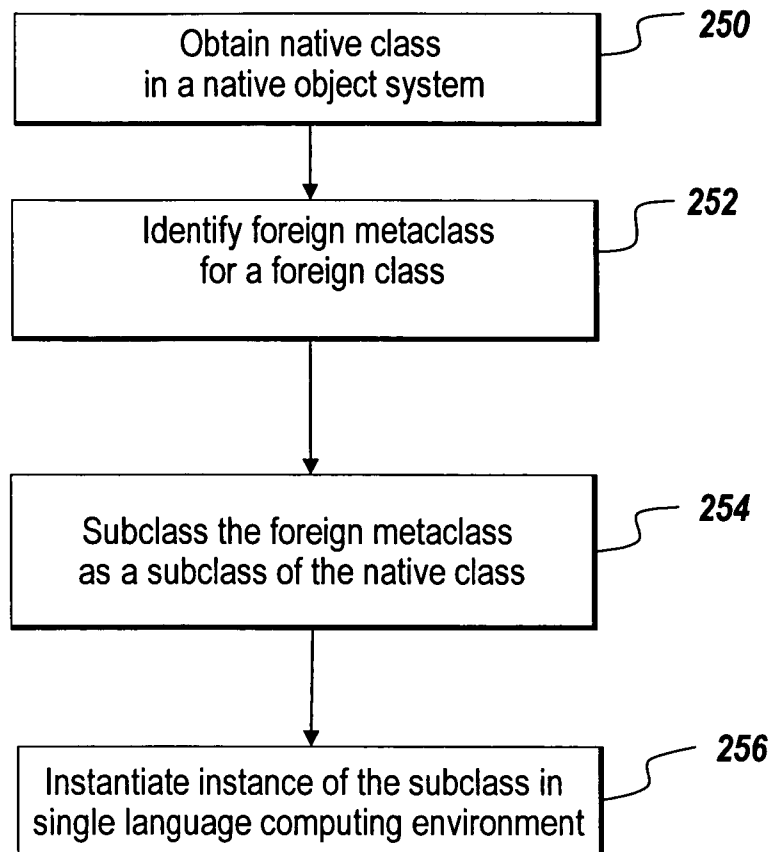 Obtain native class
in a native object system
250
Identify foreign metaclass
for a foreign class
252
Subclass the foreign metaclass
as a subclass of the native class
254
Instantiate instance of the subclass in
single language computing environment
256